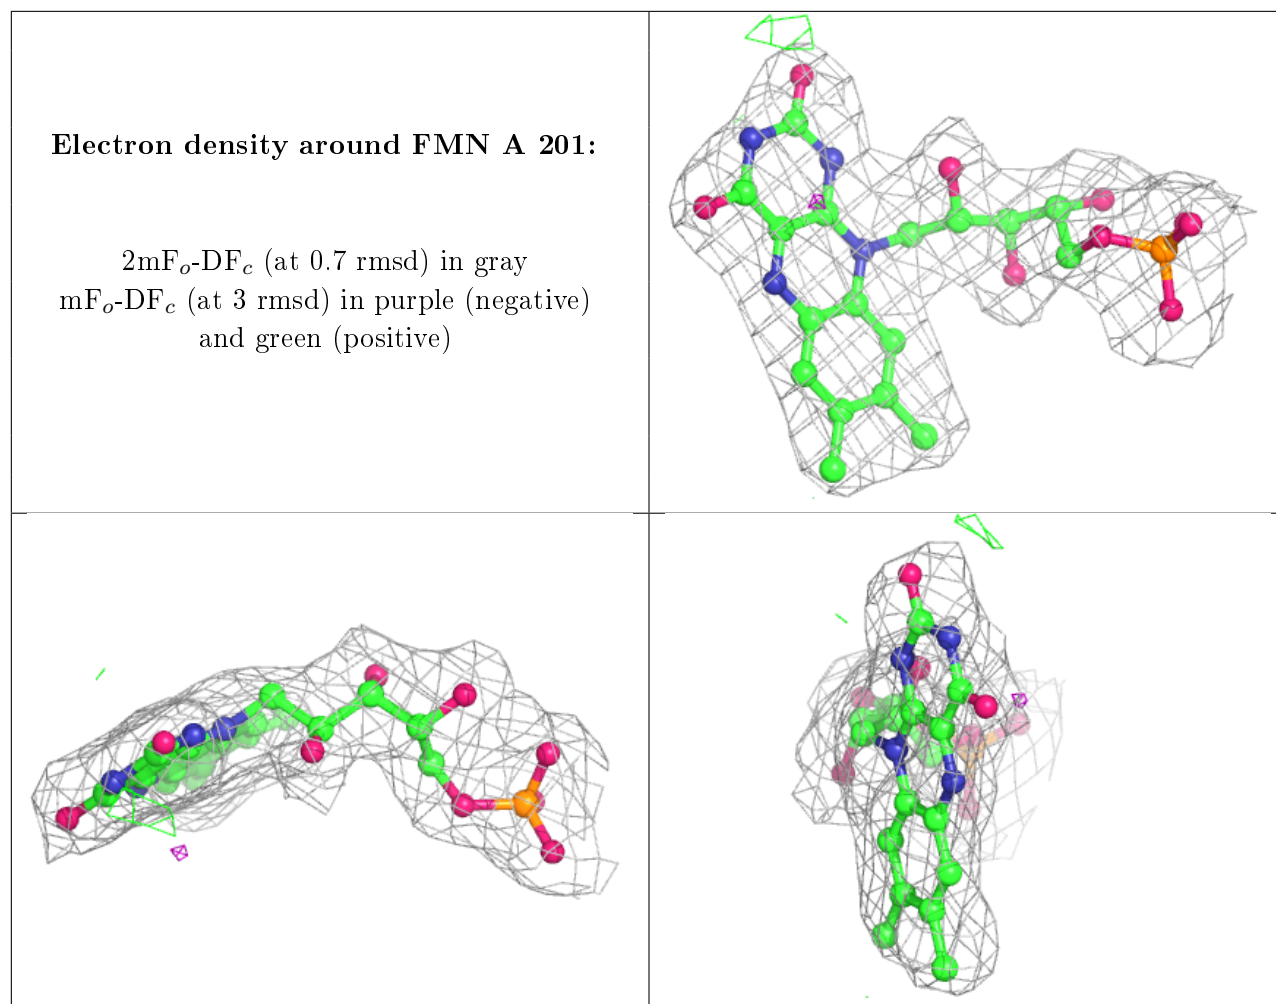 Electron density around FMN A 201:
2mFo-DFc (at 0.7 rmsd) in gray
mFo-DFc (at 3 rmsd) in purple (negative)
and green (positive)